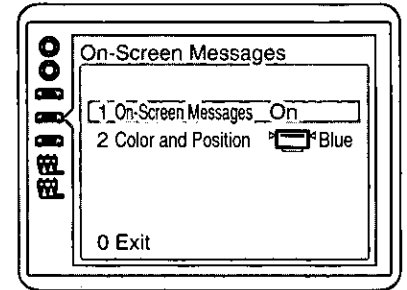 On-Screen Messages
1 On-Screen Messages On
2 Color and Position Blue
0 Exit